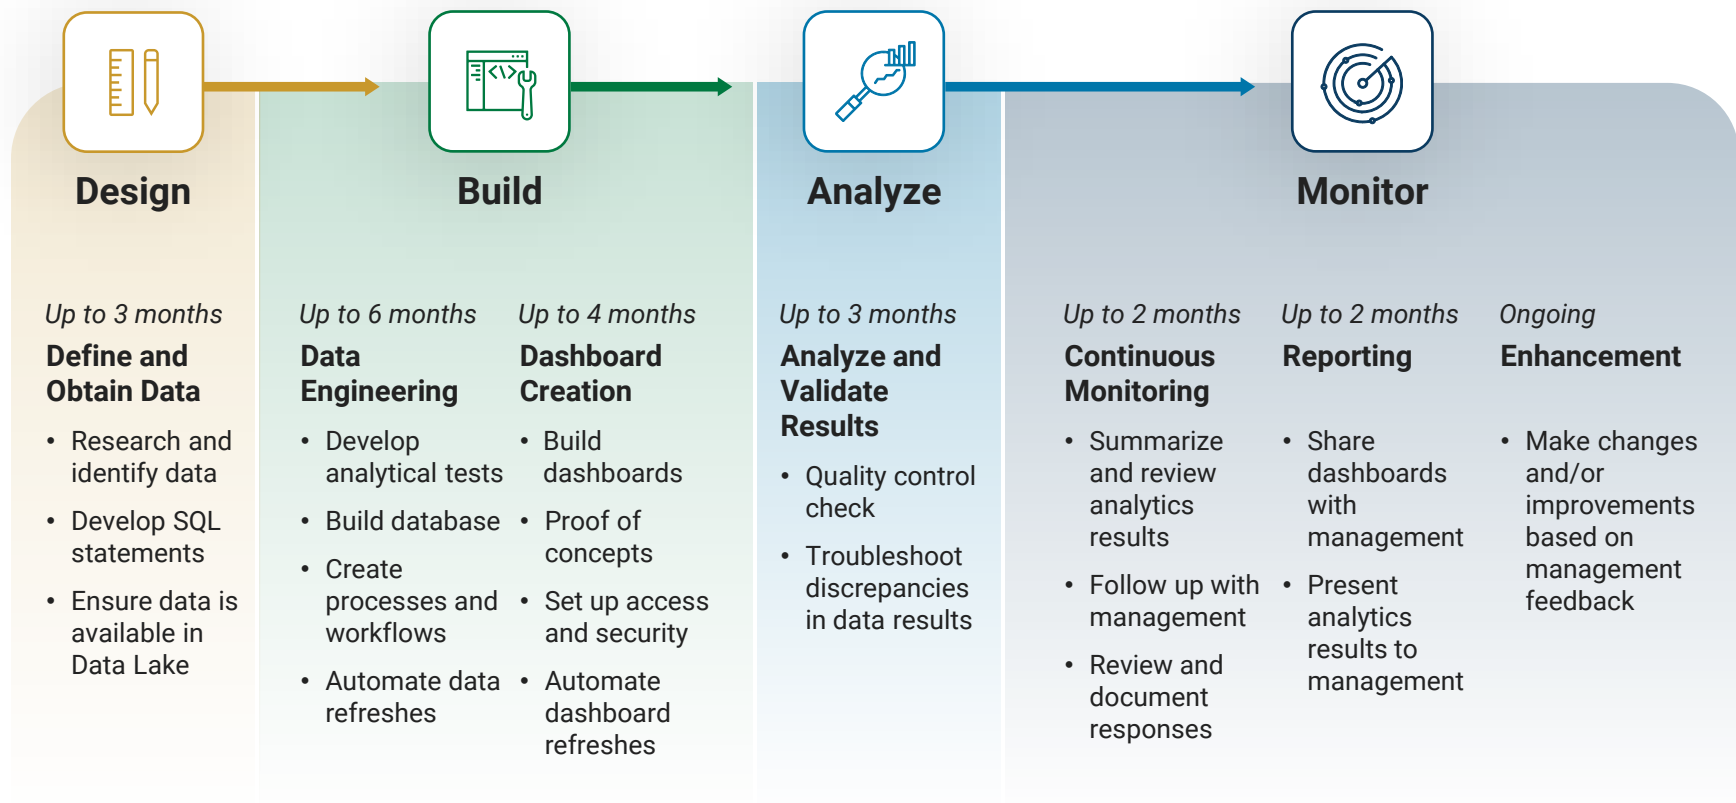 Design
Build
Analyze
Monitor
Up to 3 months
Define and
Obtain Data
• Research and
identify data
• Develop SQL
statements
• Ensure data is
available in
Data Lake
Up to 6 months
Data
Engineering
• Develop
analytical tests
• Build database
• Create
processes and
workflows
• Automate data
refreshes
Up to 4 months
Dashboard
Creation
• Build
dashboards
• Proof of
concepts
• Set up access
and security
• Automate
dashboard
refreshes
Up to 3 months
Analyze and
Validate
Results
• Quality control
check
• Troubleshoot
discrepancies
in data results
Up to 2 months
Continuous
Monitoring
• Summarize
and review
analytics
results
• Follow up with
management
• Review and
document
responses
Up to 2 months
Reporting
• Share
dashboards
with
management
• Present
analytics
results to
management
Ongoing
Enhancement
• Make changes
and/or
improvements
based on
management
feedback